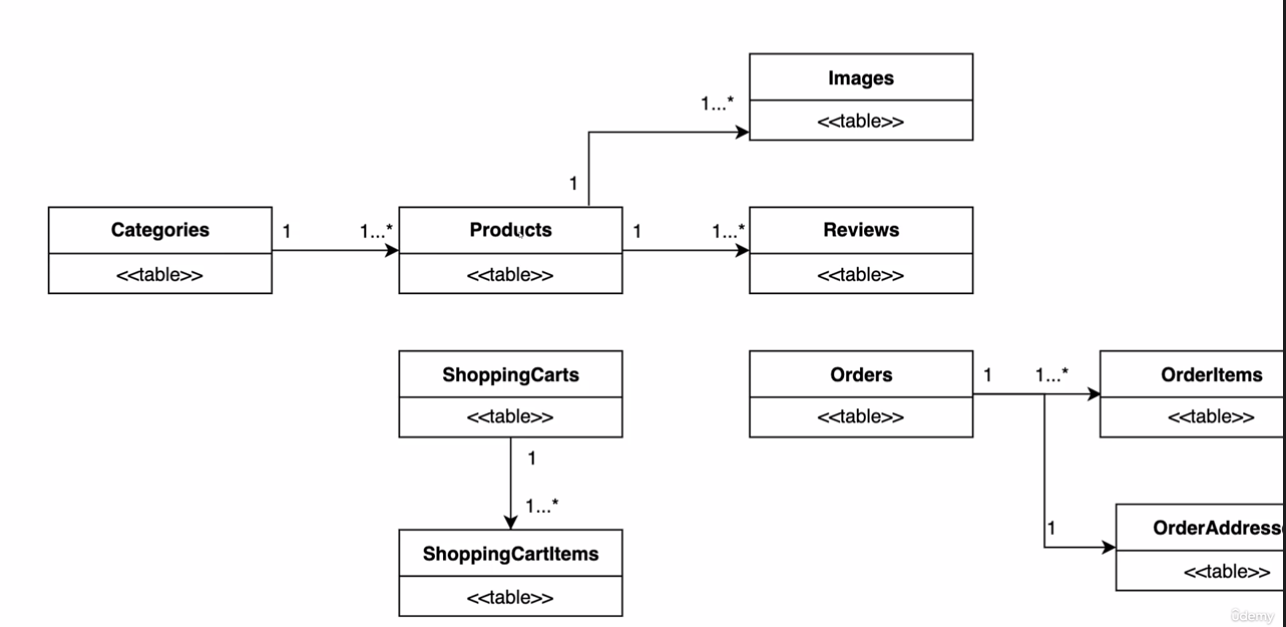 Images
1...*
<<table>>
1
Categories
1
1...*
Products
1
1...*
Reviews
<<table>>
<<table>>
<<table>>
ShoppingCarts
Orders
1
1...*
OrderItems
<<table>>
<<table>>
<<table>>
1
1...*
1
OrderAddress
ShoppingCartItems
<<table>>
<<table>>
ûdemy